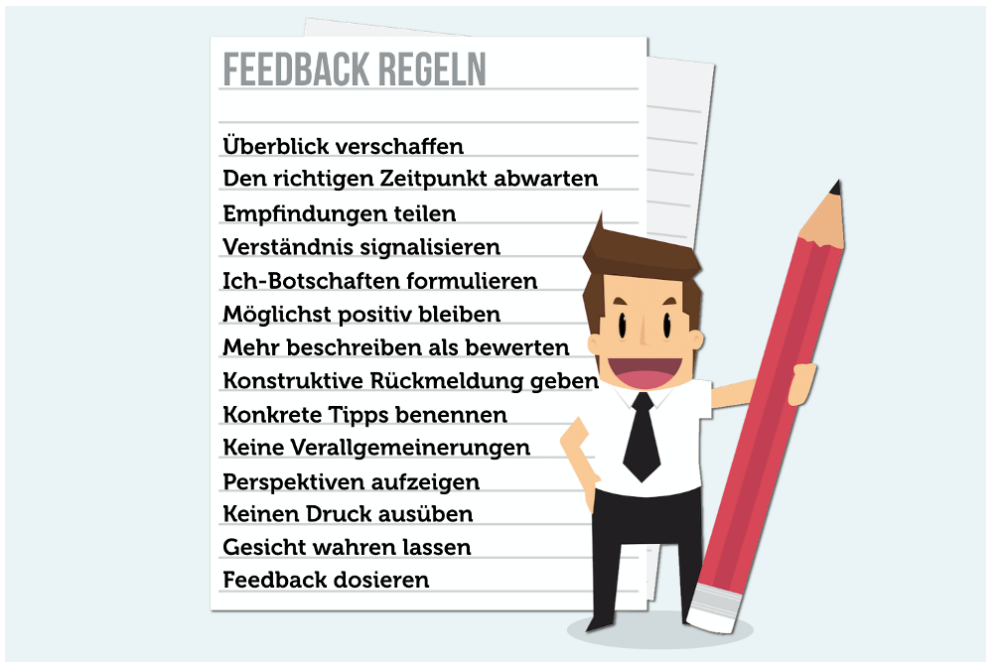 FEEDBACK REGELN
Überblick verschaffen
Den richtigen Zeitpunkt abwarten
Empfindungen teilen
Verständnis signalisieren
Ich-Botschaften formulieren
Möglichst positiv bleiben
Mehr beschreiben als bewerten
Konstruktive Rückmeldung geben
Konkrete Tipps benennen
Keine Verallgemeinerungen
Perspektiven aufzeigen
Keinen Druck ausüben
Gesicht wahren lassen
Feedback dosieren